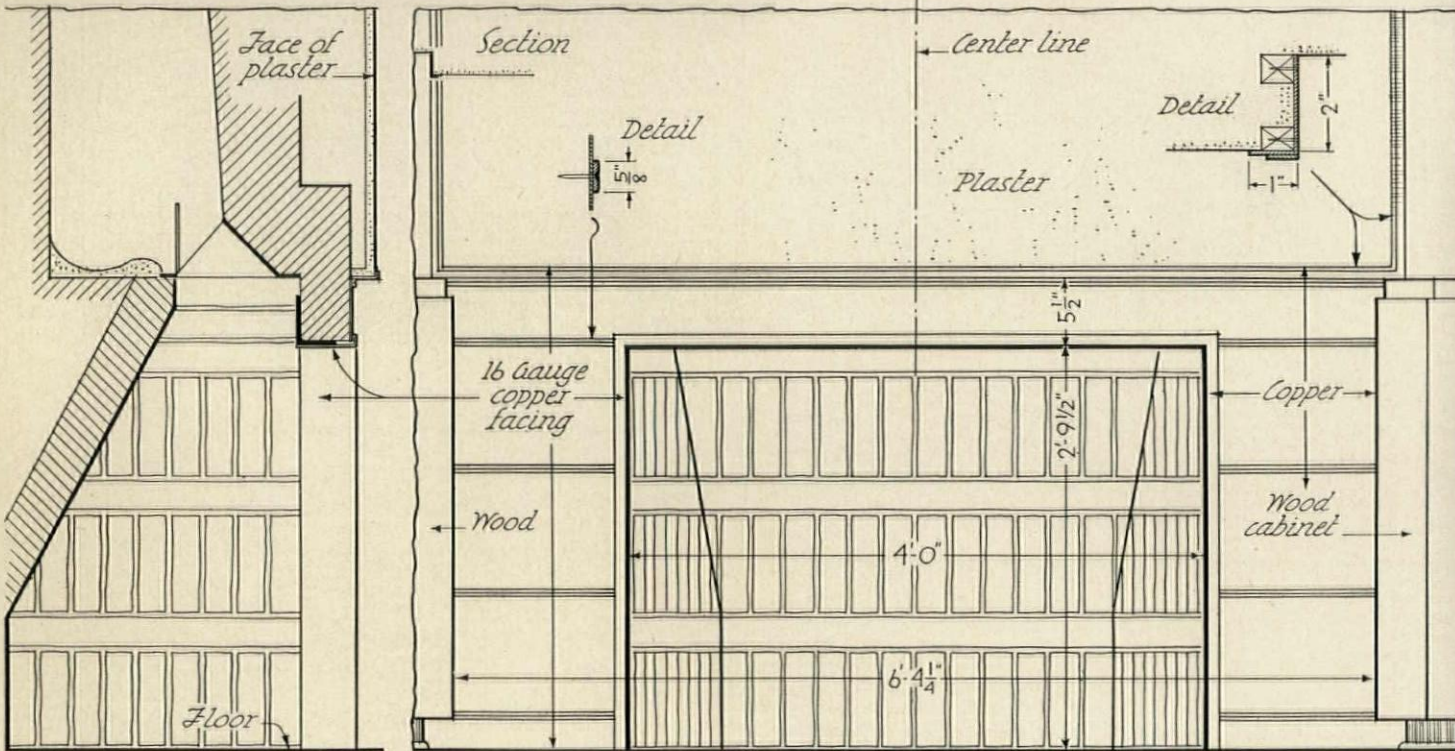 Face of
plaster
Section
Center line
Detail
5/8"
Detail
2"
1"
Plaster
5 1/2"
16 Gauge
copper
facing
Copper
2'-9 1/2"
Wood
Wood
cabinet
4'-0"
6'-4 1/4"
Floor